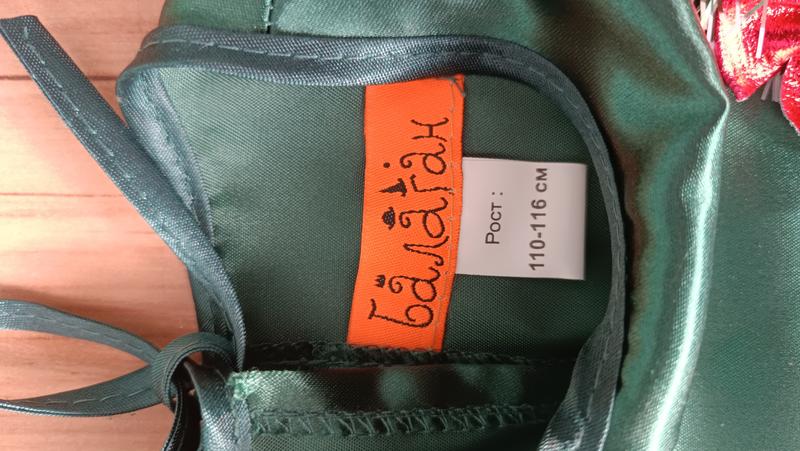 Балаган
Рост :
110-116 см